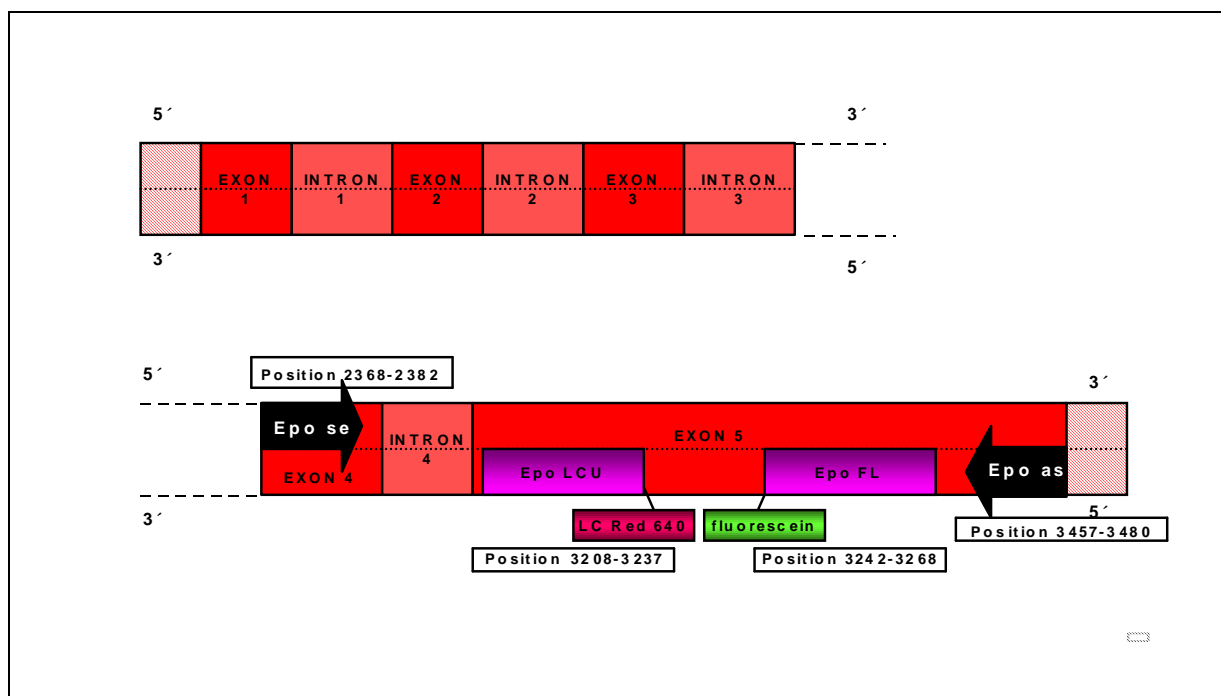 5´
3´
EXON 1
INTRON 1
EXON 2
INTRON 2
EXON 3
INTRON 3
3´
5´
Position 2368-2382
5´
3´
Epo se
INTRON 4
EXON 5
EXON 4
Epo LCU
Epo FL
Epo as
3´
5´
LC Red 640
fluorescein
Position 3457-3480
Position 3208-3237
Position 3242-3268